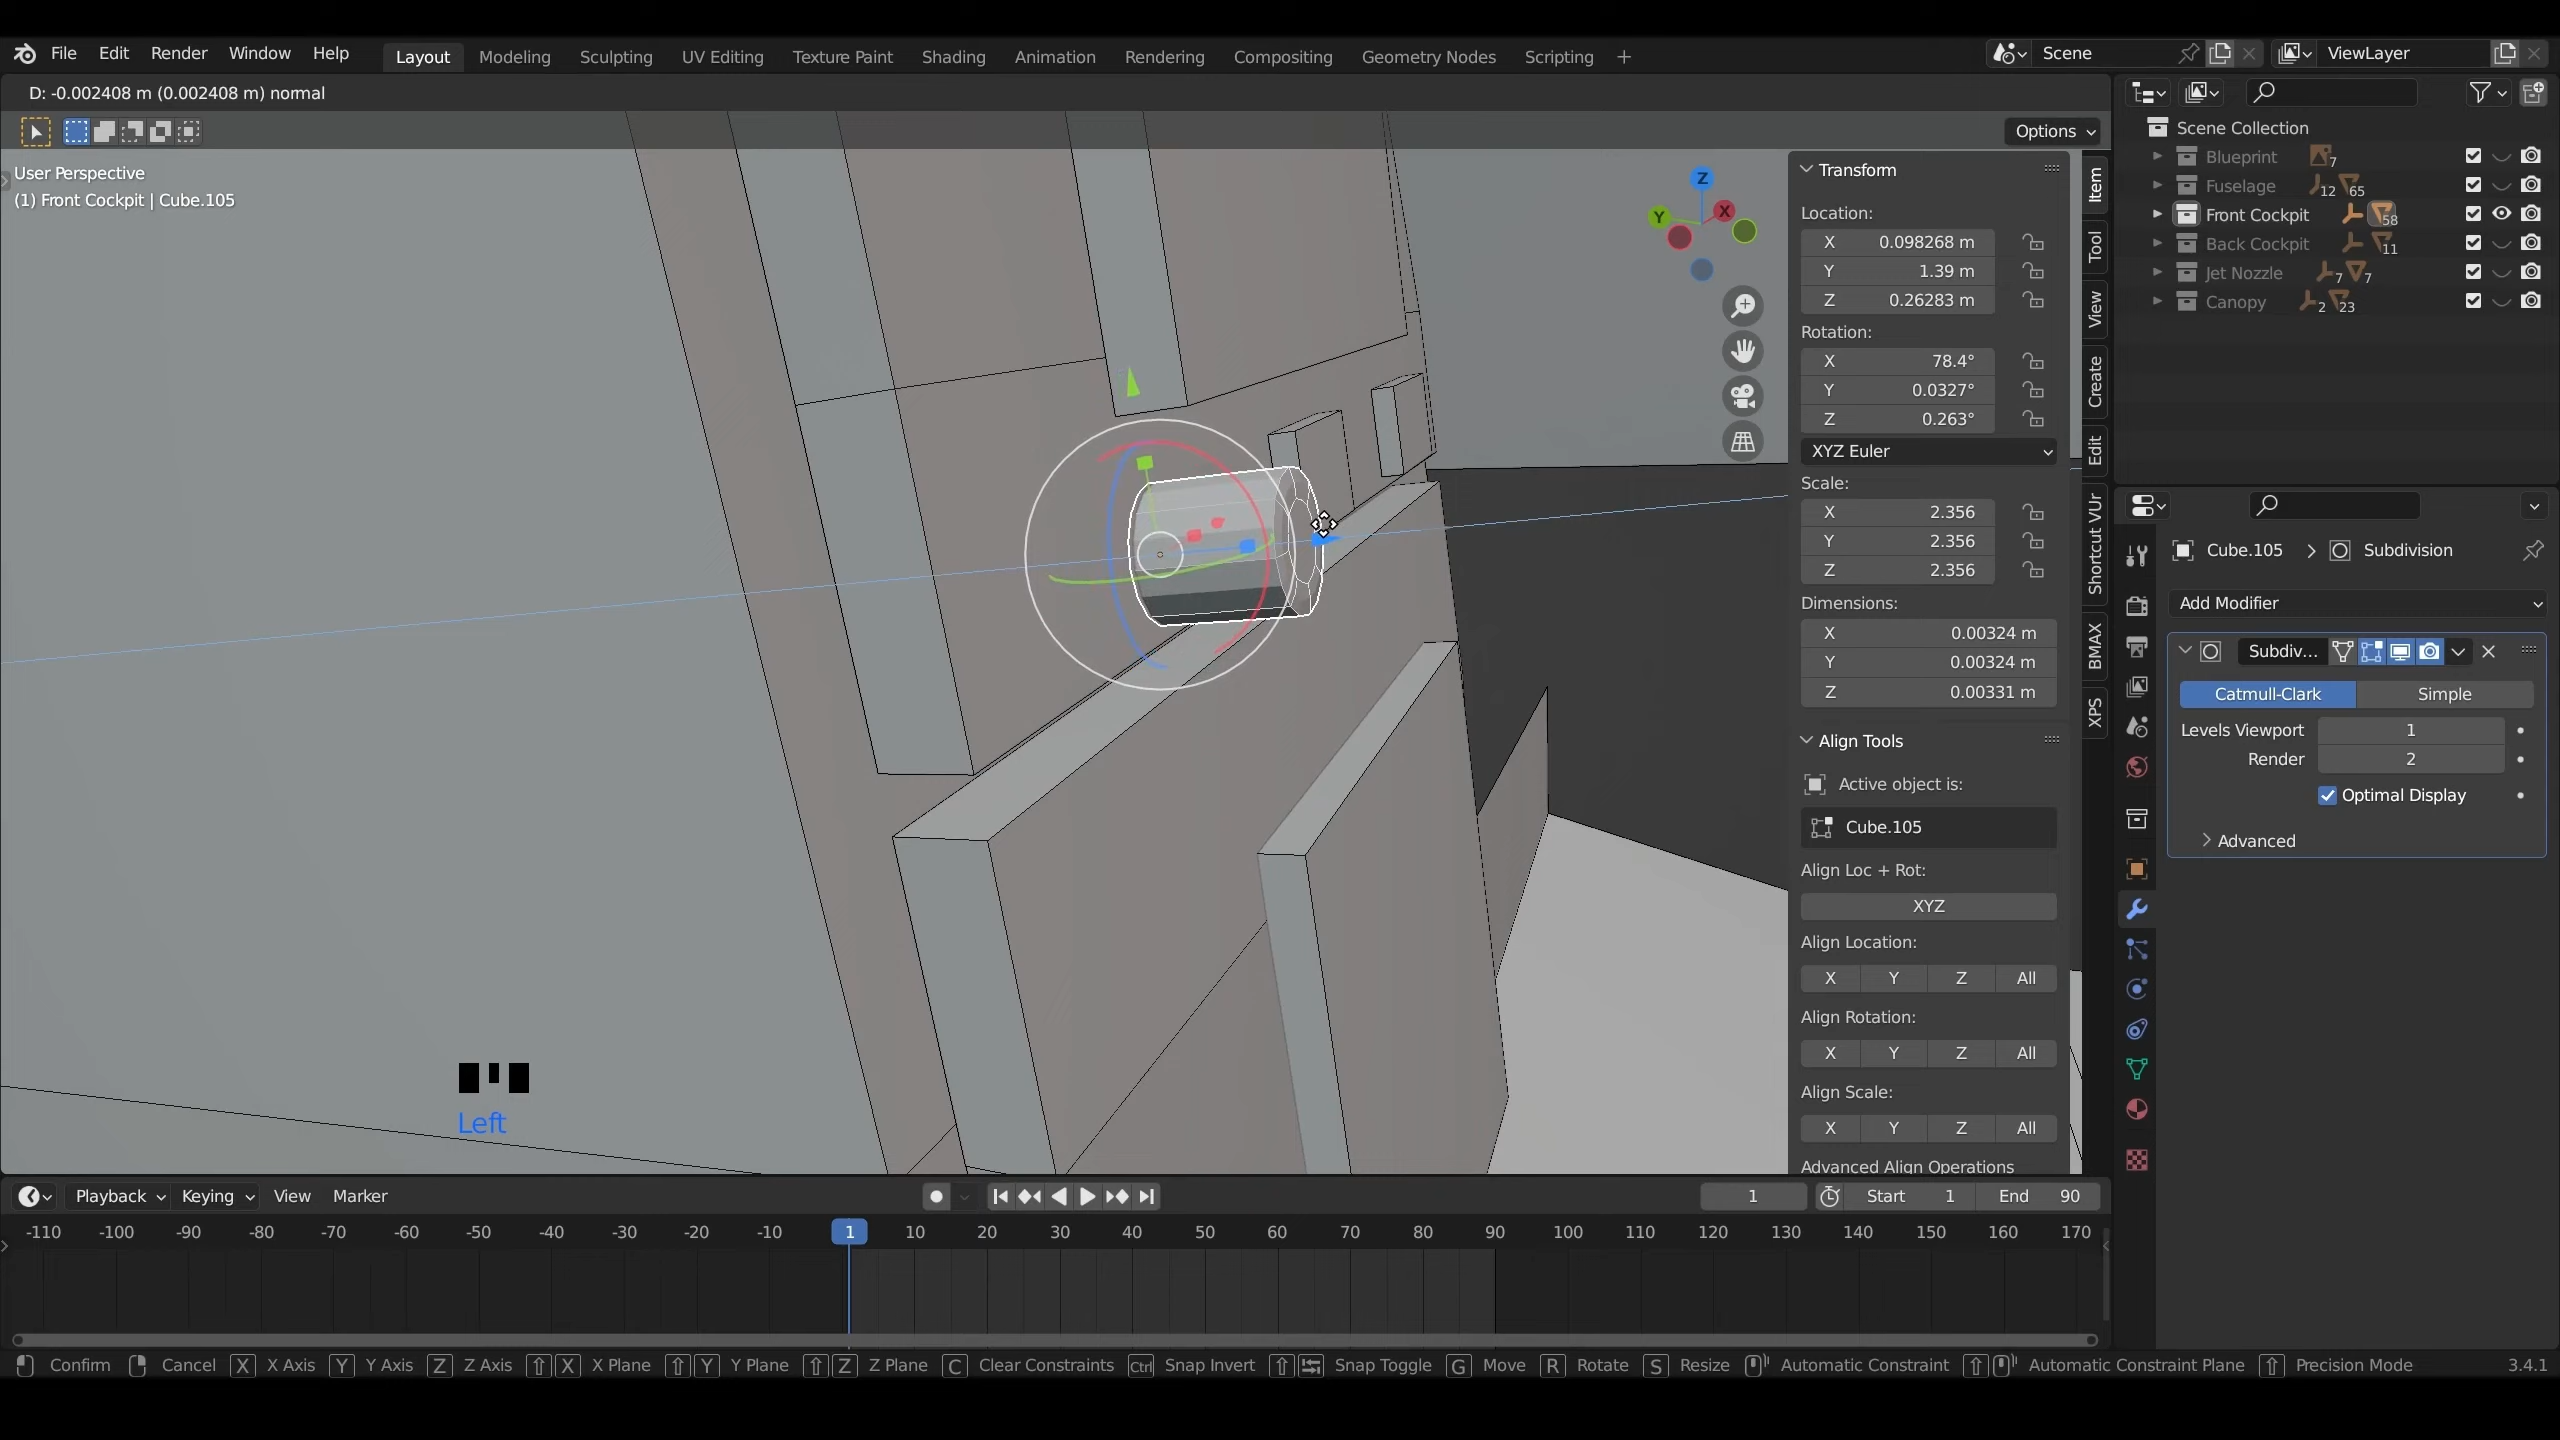 File Edit Render Window Help Layout Modeling Sculpting UV Editing Texture Paint Shading Animation Rendering Compositing Geometry Nodes Scripting + Scene ViewLayer
D: -0.002408 m (0.002408 m) normal
Options
User Perspective
(1) Front Cockpit | Cube.105
Z
Y
X
Transform
Location:
X 0.098268 m
Y 1.39 m
Z 0.26283 m
Rotation:
X 78.4°
Y 0.0327°
Z 0.263°
XYZ Euler
Scale:
X 2.356
Y 2.356
Z 2.356
Dimensions:
X 0.00324 m
Y 0.00324 m
Z 0.00331 m
Align Tools
Active object is:
Cube.105
Align Loc + Rot:
XYZ
Align Location:
X Y Z All
Align Rotation:
X Y Z All
Align Scale:
X Y Z All
Advanced Align Operations
Item
Tool
View
Create
Edit
Shortcut VUr
BMAX
XPS
Scene Collection
Blueprint 7
Fuselage 12 65
Front Cockpit 58
Back Cockpit 11
Jet Nozzle 7 7
Canopy 2 23
Cube.105 > Subdivision
Add Modifier
Subdiv...
Catmull-Clark Simple
Levels Viewport 1
Render 2
Optimal Display
Advanced
Left
Playback Keying View Marker 1 Start 1 End 90
-110 -100 -90 -80 -70 -60 -50 -40 -30 -20 -10 1 10 20 30 40 50 60 70 80 90 100 110 120 130 140 150 160 170
Confirm Cancel X X Axis Y Y Axis Z Z Axis X X Plane Y Y Plane Z Z Plane C Clear Constraints Ctrl Snap Invert Snap Toggle G Move R Rotate S Resize Automatic Constraint Automatic Constraint Plane Precision Mode 3.4.1